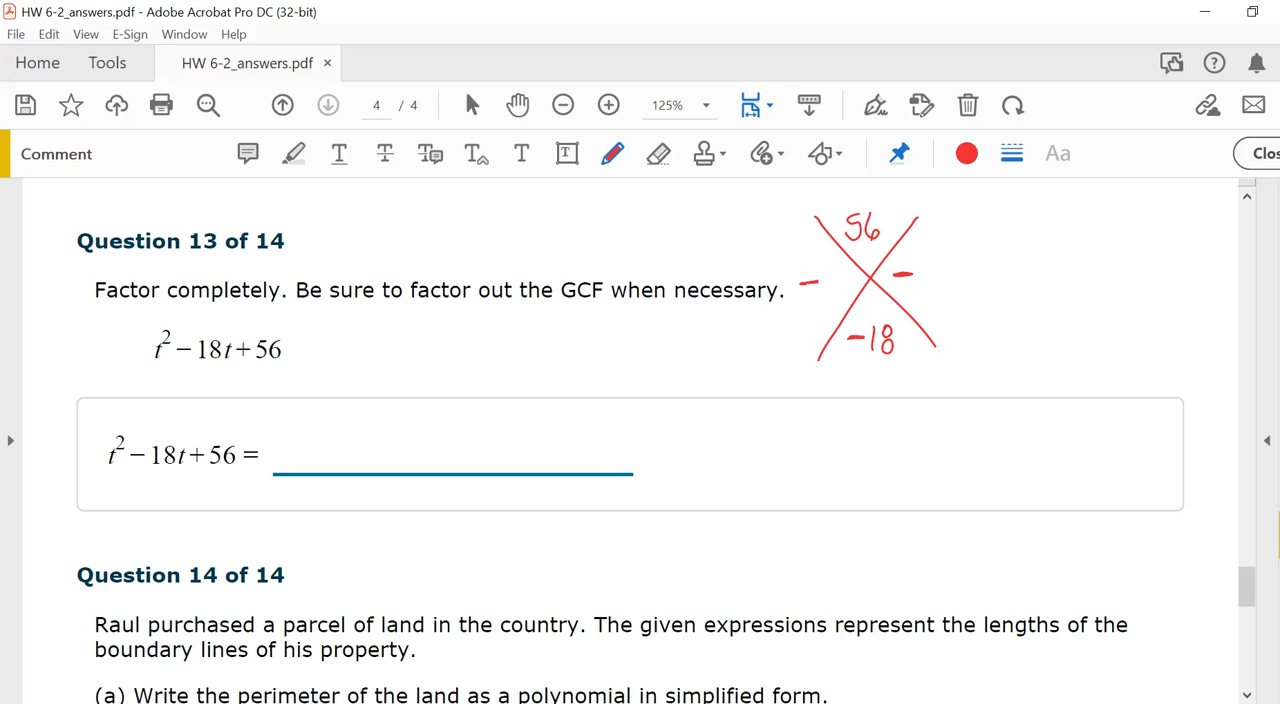 HW 6-2_answers.pdf - Adobe Acrobat Pro DC (32-bit)
File Edit View E-Sign Window Help
Home Tools HW 6-2_answers.pdf ×
4 / 4 125%
Comment T T T T T T Aa Clos
Question 13 of 14
Factor completely. Be sure to factor out the GCF when necessary.
t² − 18t + 56
56
- -
-18
t² − 18t + 56 =
Question 14 of 14
Raul purchased a parcel of land in the country. The given expressions represent the lengths of the
boundary lines of his property.
(a) Write the perimeter of the land as a polynomial in simplified form.